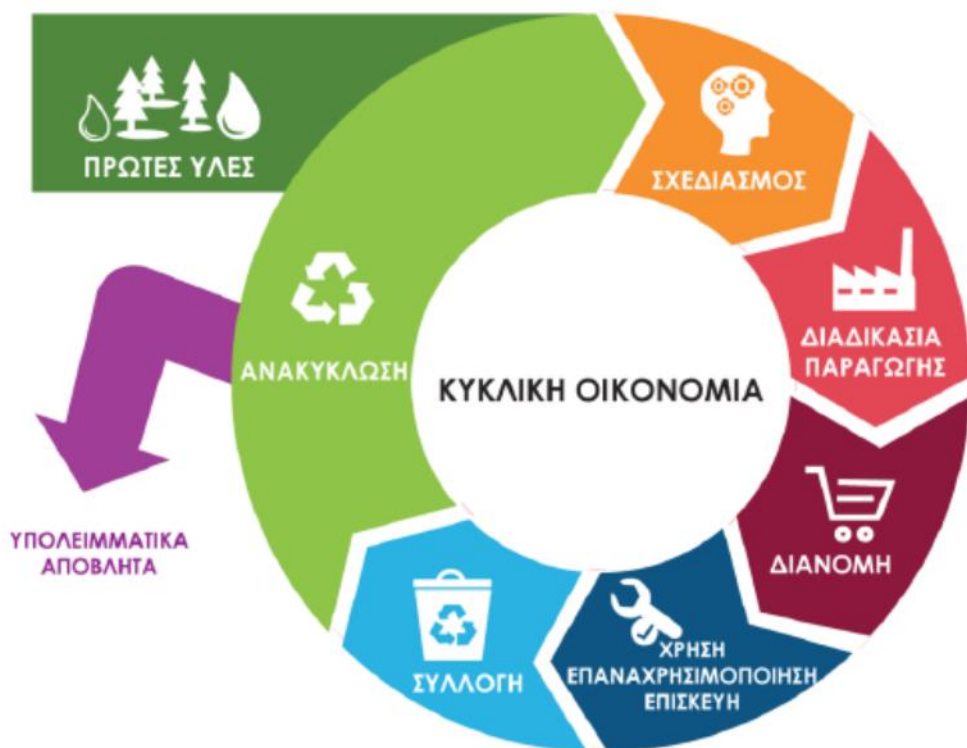 ΠΡΩΤΕΣ ΥΛΕΣ
ΣΧΕΔΙΑΣΜΟΣ
ΔΙΑΔΙΚΑΣΙΑ
ΠΑΡΑΓΩΓΗΣ
ΑΝΑΚΥΚΛΩΣΗ
ΚΥΚΛΙΚΗ ΟΙΚΟΝΟΜΙΑ
ΥΠΟΛΕΙΜΜΑΤΙΚΑ
ΑΠΟΒΛΗΤΑ
ΔΙΑΝΟΜΗ
ΧΡΗΣΗ
ΕΠΑΝΑΧΡΗΣΙΜΟΠΟΙΗΣΗ
ΕΠΙΣΚΕΥΗ
ΣΥΛΛΟΓΗ